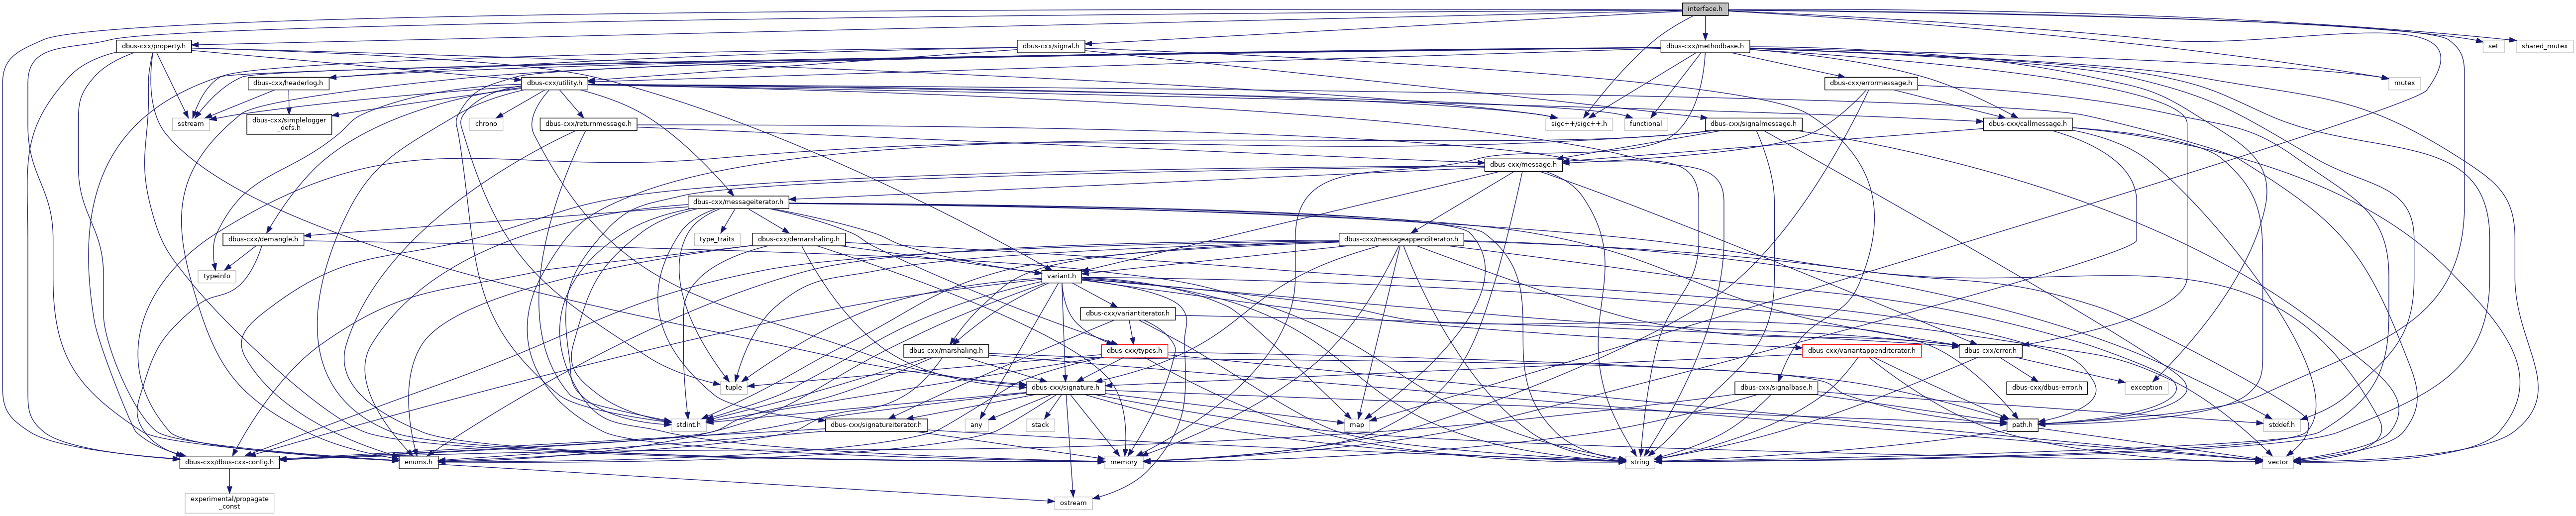 interface.h
dbus-cxx/property.h
dbus-cxx/signal.h
dbus-cxx/methodbase.h
set
shared_mutex
dbus-cxx/headerlog.h
dbus-cxx/utility.h
dbus-cxx/errormessage.h
mutex
sstream
dbus-cxx/simplelogger
_defs.h
chrono
dbus-cxx/returnmessage.h
sigc++/sigc++.h
functional
dbus-cxx/signalmessage.h
dbus-cxx/callmessage.h
dbus-cxx/message.h
dbus-cxx/messageiterator.h
dbus-cxx/demangle.h
type_traits
dbus-cxx/demarshaling.h
dbus-cxx/messageappenditerator.h
typeinfo
variant.h
dbus-cxx/variantiterator.h
dbus-cxx/marshaling.h
dbus-cxx/types.h
dbus-cxx/variantappenditerator.h
dbus-cxx/error.h
tuple
dbus-cxx/signature.h
dbus-cxx/signalbase.h
dbus-cxx/dbus-error.h
exception
stdint.h
dbus-cxx/signatureiterator.h
any
stack
map
path.h
stddef.h
dbus-cxx/dbus-cxx-config.h
enums.h
memory
string
vector
experimental/propagate
_const
ostream